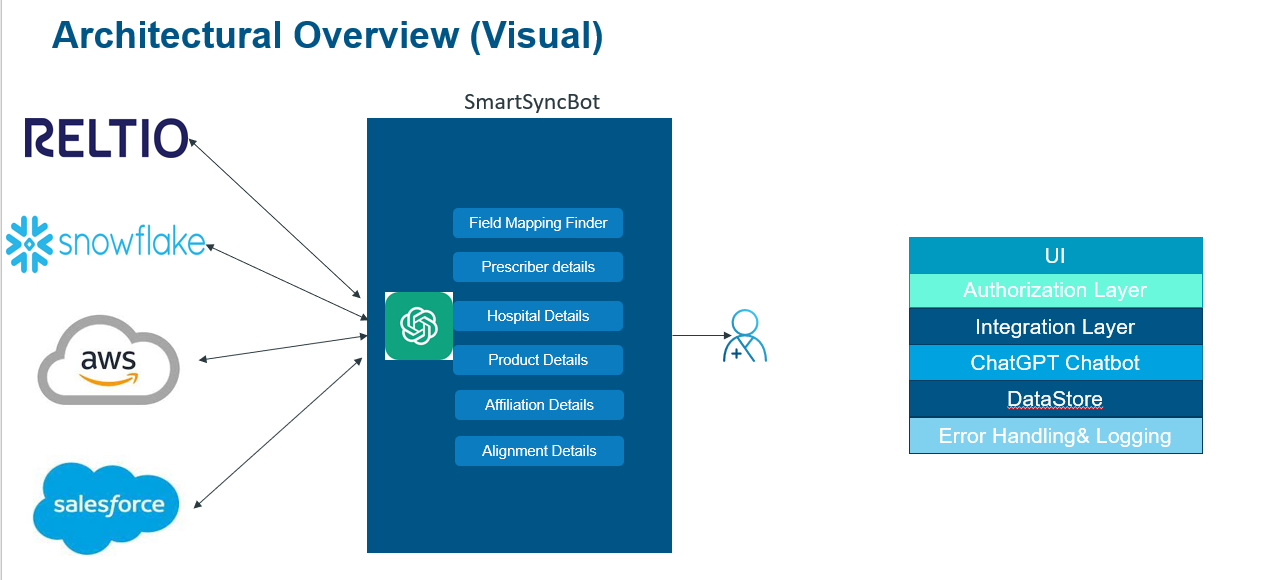 Architectural Overview (Visual)
SmartSyncBot
RELTIO
snowflake
aws
salesforce
Field Mapping Finder
Prescriber details
Hospital Details
Product Details
Affiliation Details
Alignment Details
UI
Authorization Layer
Integration Layer
ChatGPT Chatbot
DataStore
Error Handling& Logging